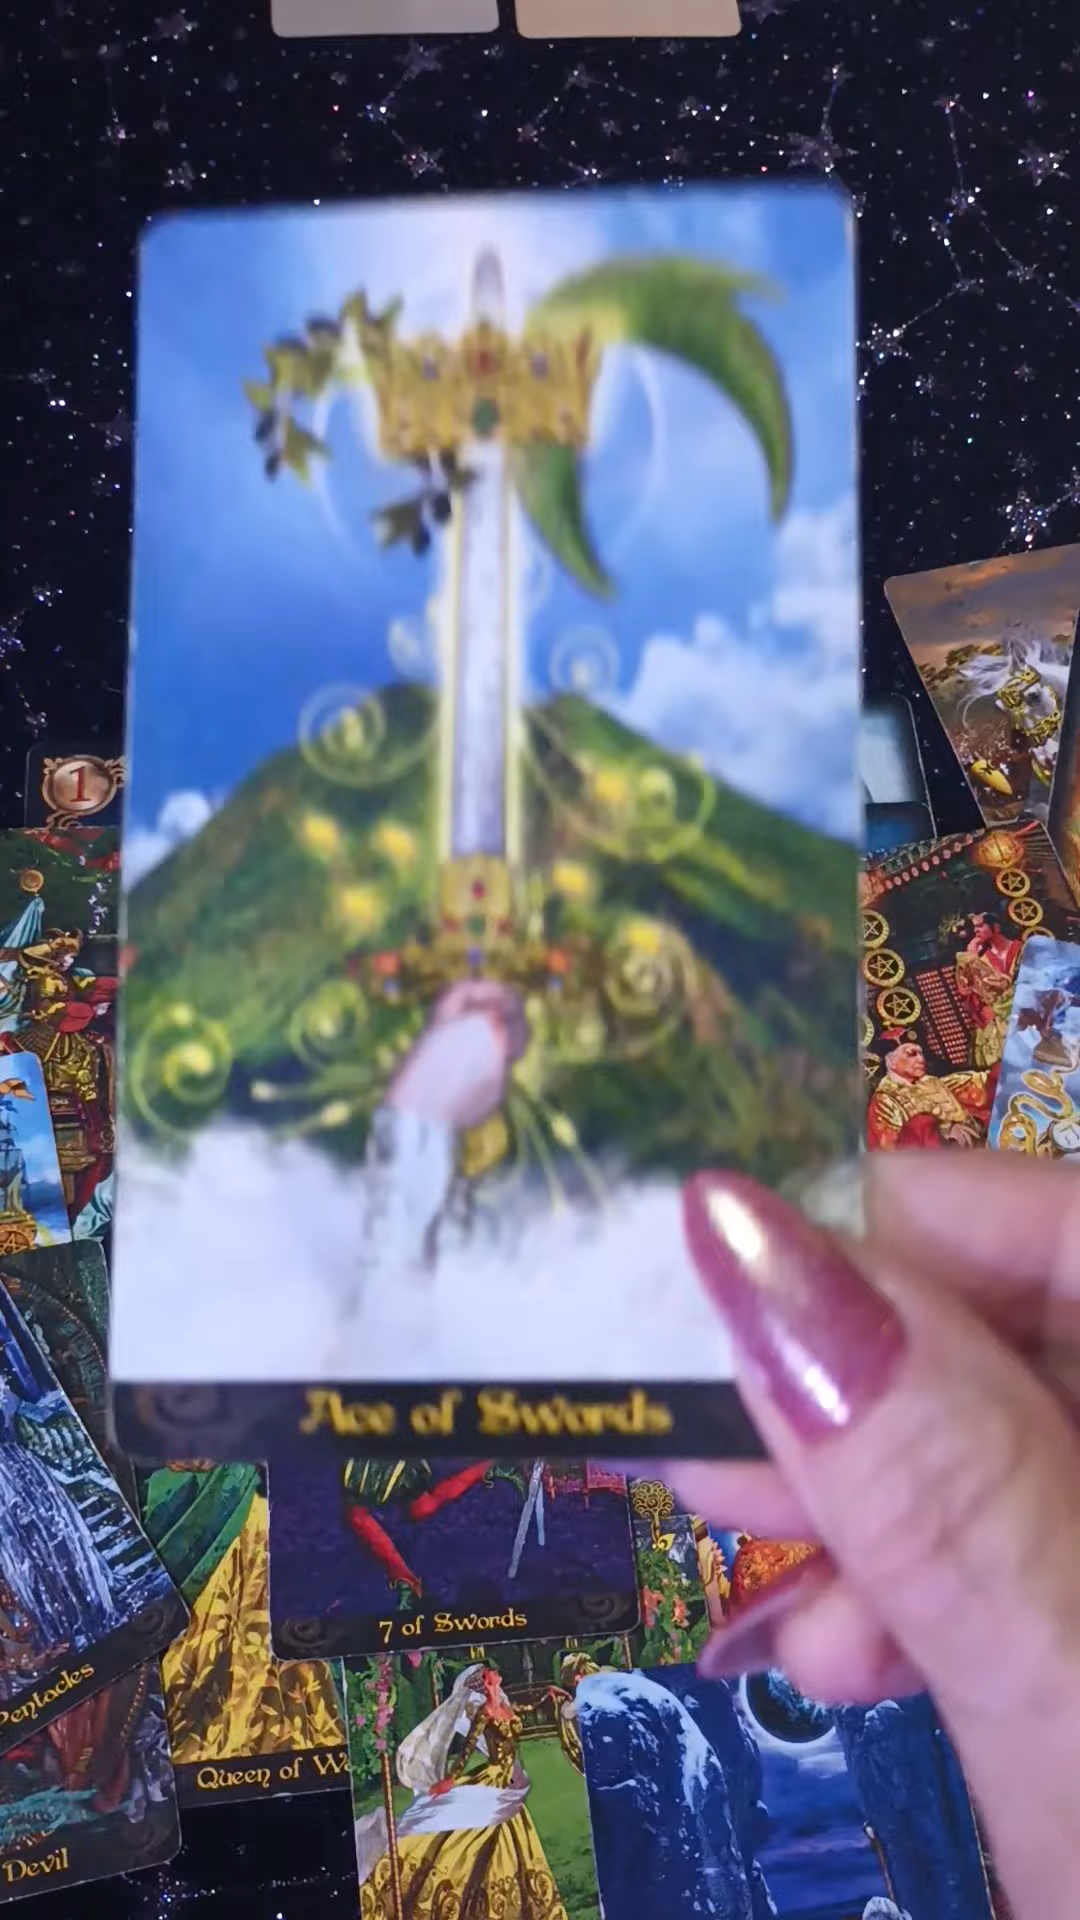 1
Ace of Swords
7 of Swords
Pentacles
Queen of W
Devil